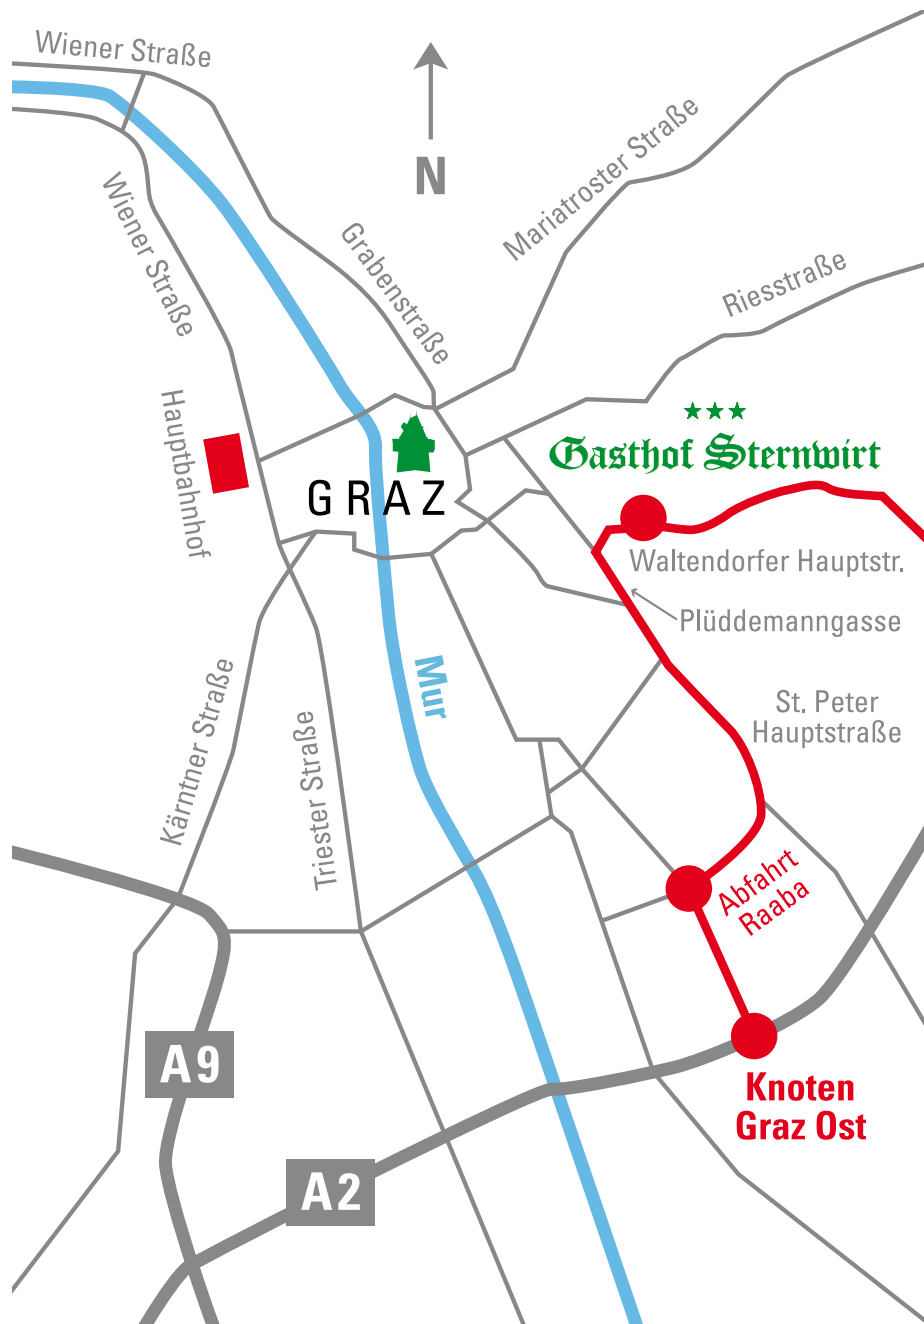 Wiener Straße
N
Mariatroster Straße
Wiener Straße
Grabenstraße
Riesstraße
Hauptbahnhof
★★★
Gasthof Sternwirt
GRAZ
Waltendorfer Hauptstr.
Plüddemanngasse
Mur
St. Peter
Hauptstraße
Kärntner Straße
Triester Straße
Abfahrt
Raaba
A9
Knoten
Graz Ost
A2